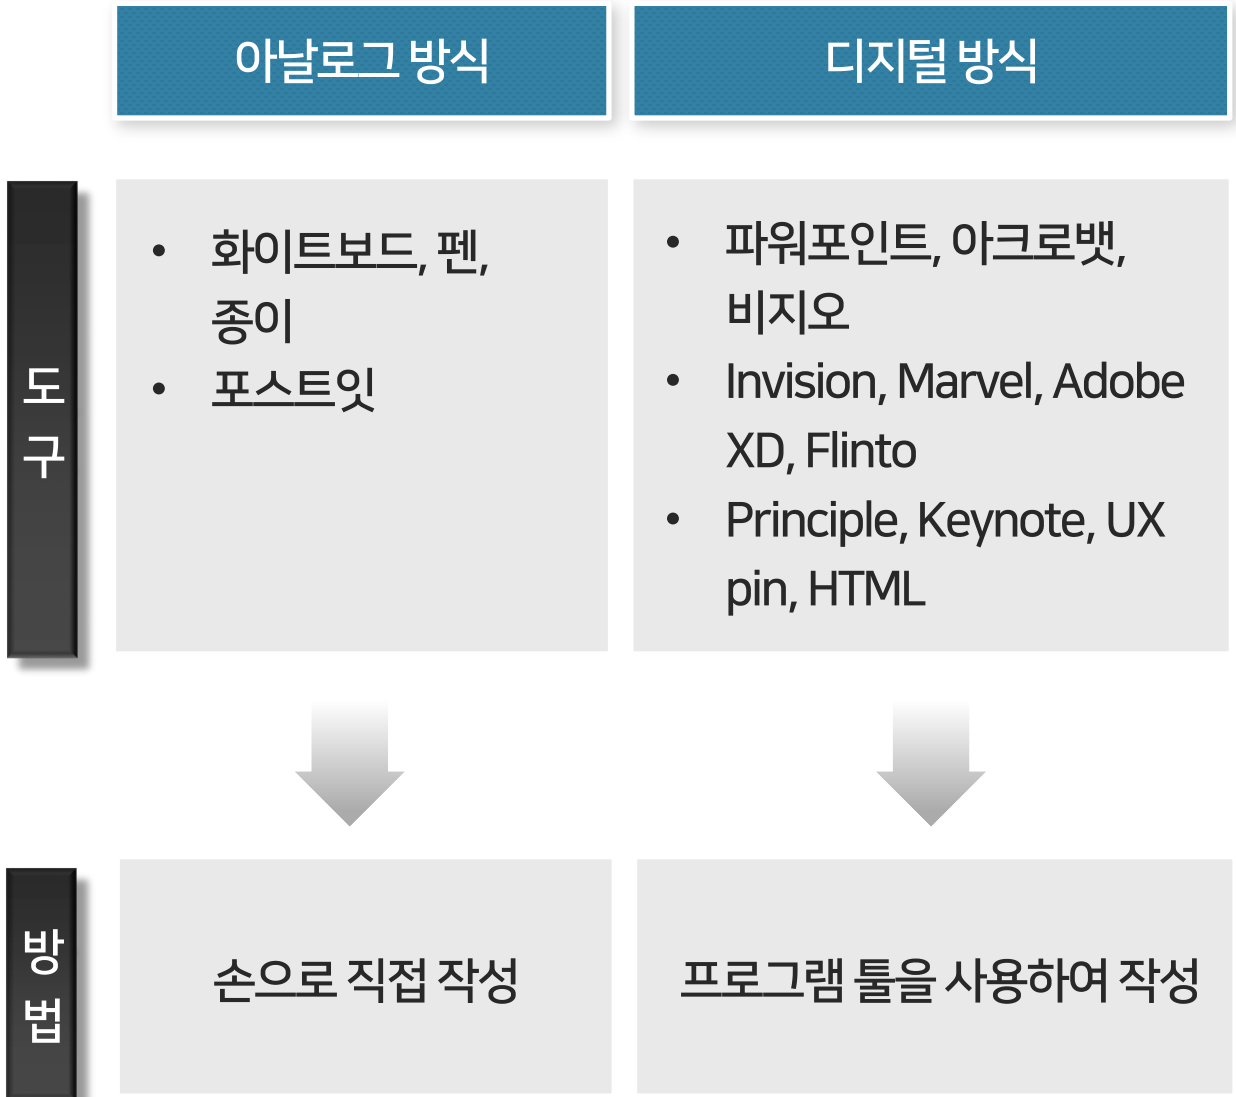 아날로그 방식
디지털 방식
도
구
• 화이트보드, 펜,
종이
• 포스트잇
• 파워포인트, 아크로뱃,
비지오
• Invision, Marvel, Adobe
XD, Flinto
• Principle, Keynote, UX
pin, HTML
방
법
손으로 직접 작성
프로그램 툴을 사용하여 작성